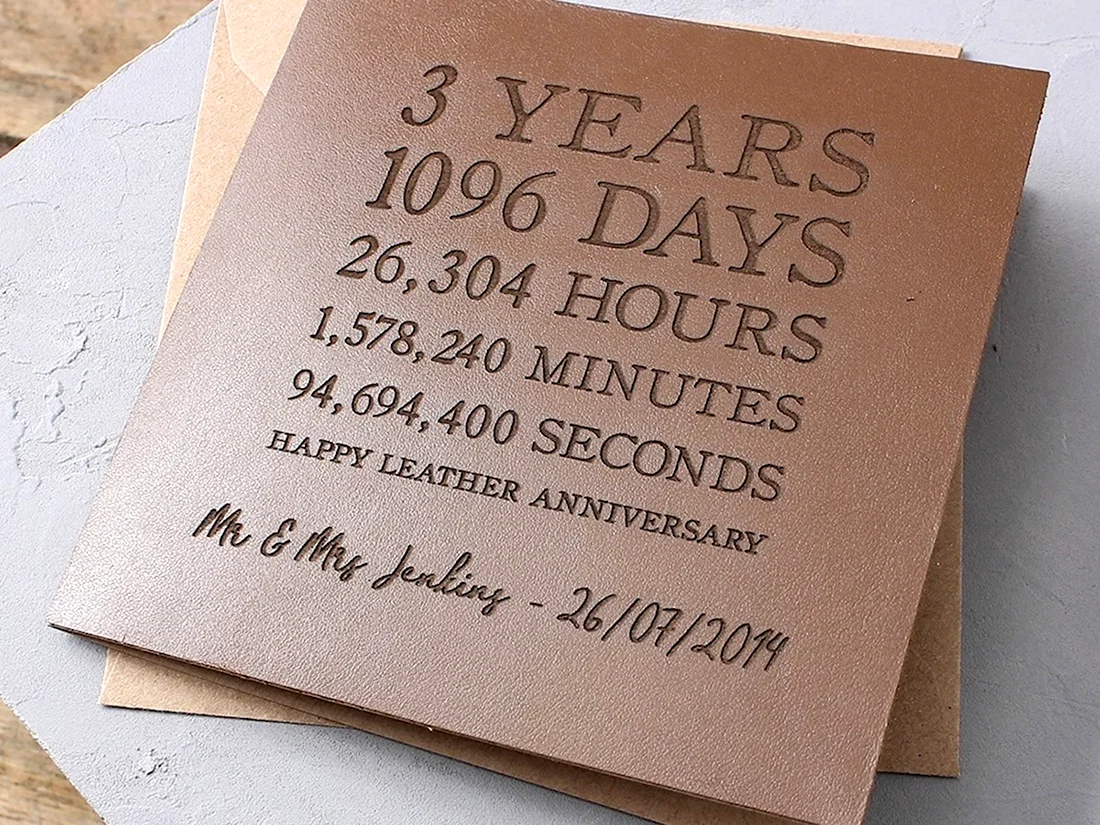 3 YEARS
1096 DAYS
26,304 HOURS
1,578,240 MINUTES
94,694,400 SECONDS
HAPPY LEATHER ANNIVERSARY
Mr & Mrs Jenkins - 26/07/2014